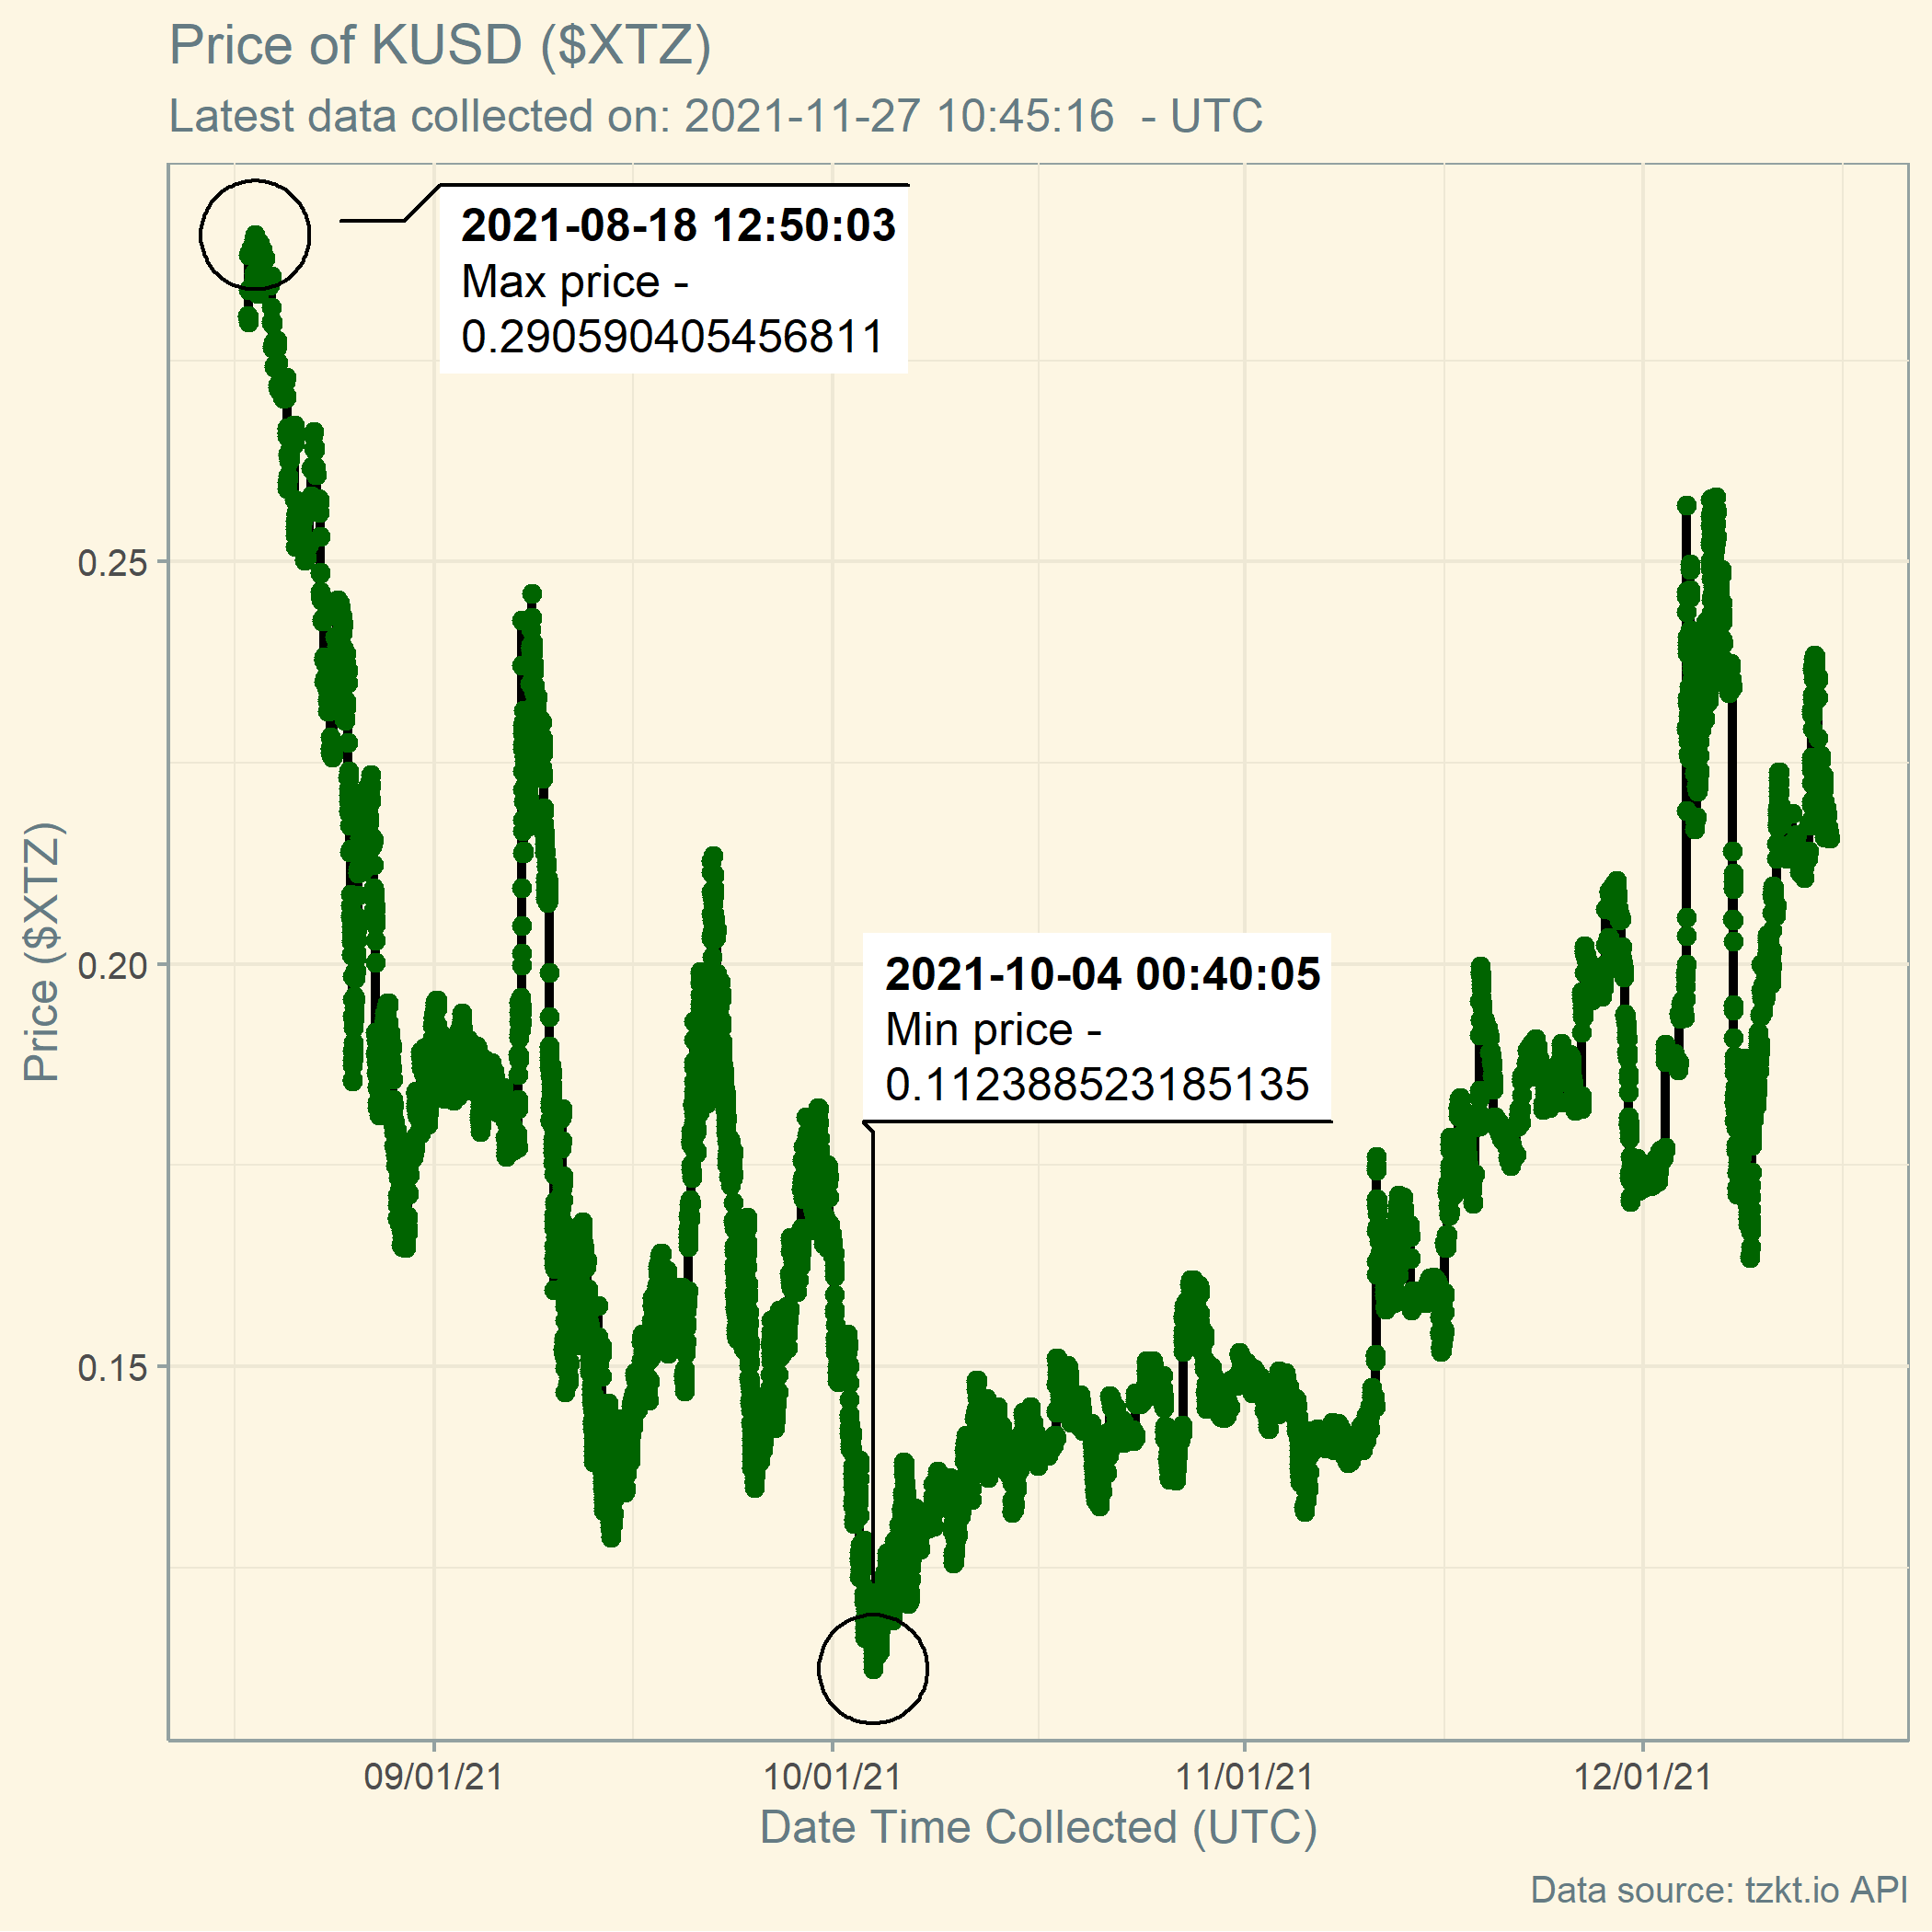 Price of KUSD ($XTZ)
Latest data collected on: 2021-11-27 10:45:16  - UTC
2021-08-18 12:50:03
Max price -
0.290590405456811
0.25
0.20
0.15
Price ($XTZ)
2021-10-04 00:40:05
Min price -
0.112388523185135
09/01/21
10/01/21
11/01/21
12/01/21
Date Time Collected (UTC)
Data source: tzkt.io API